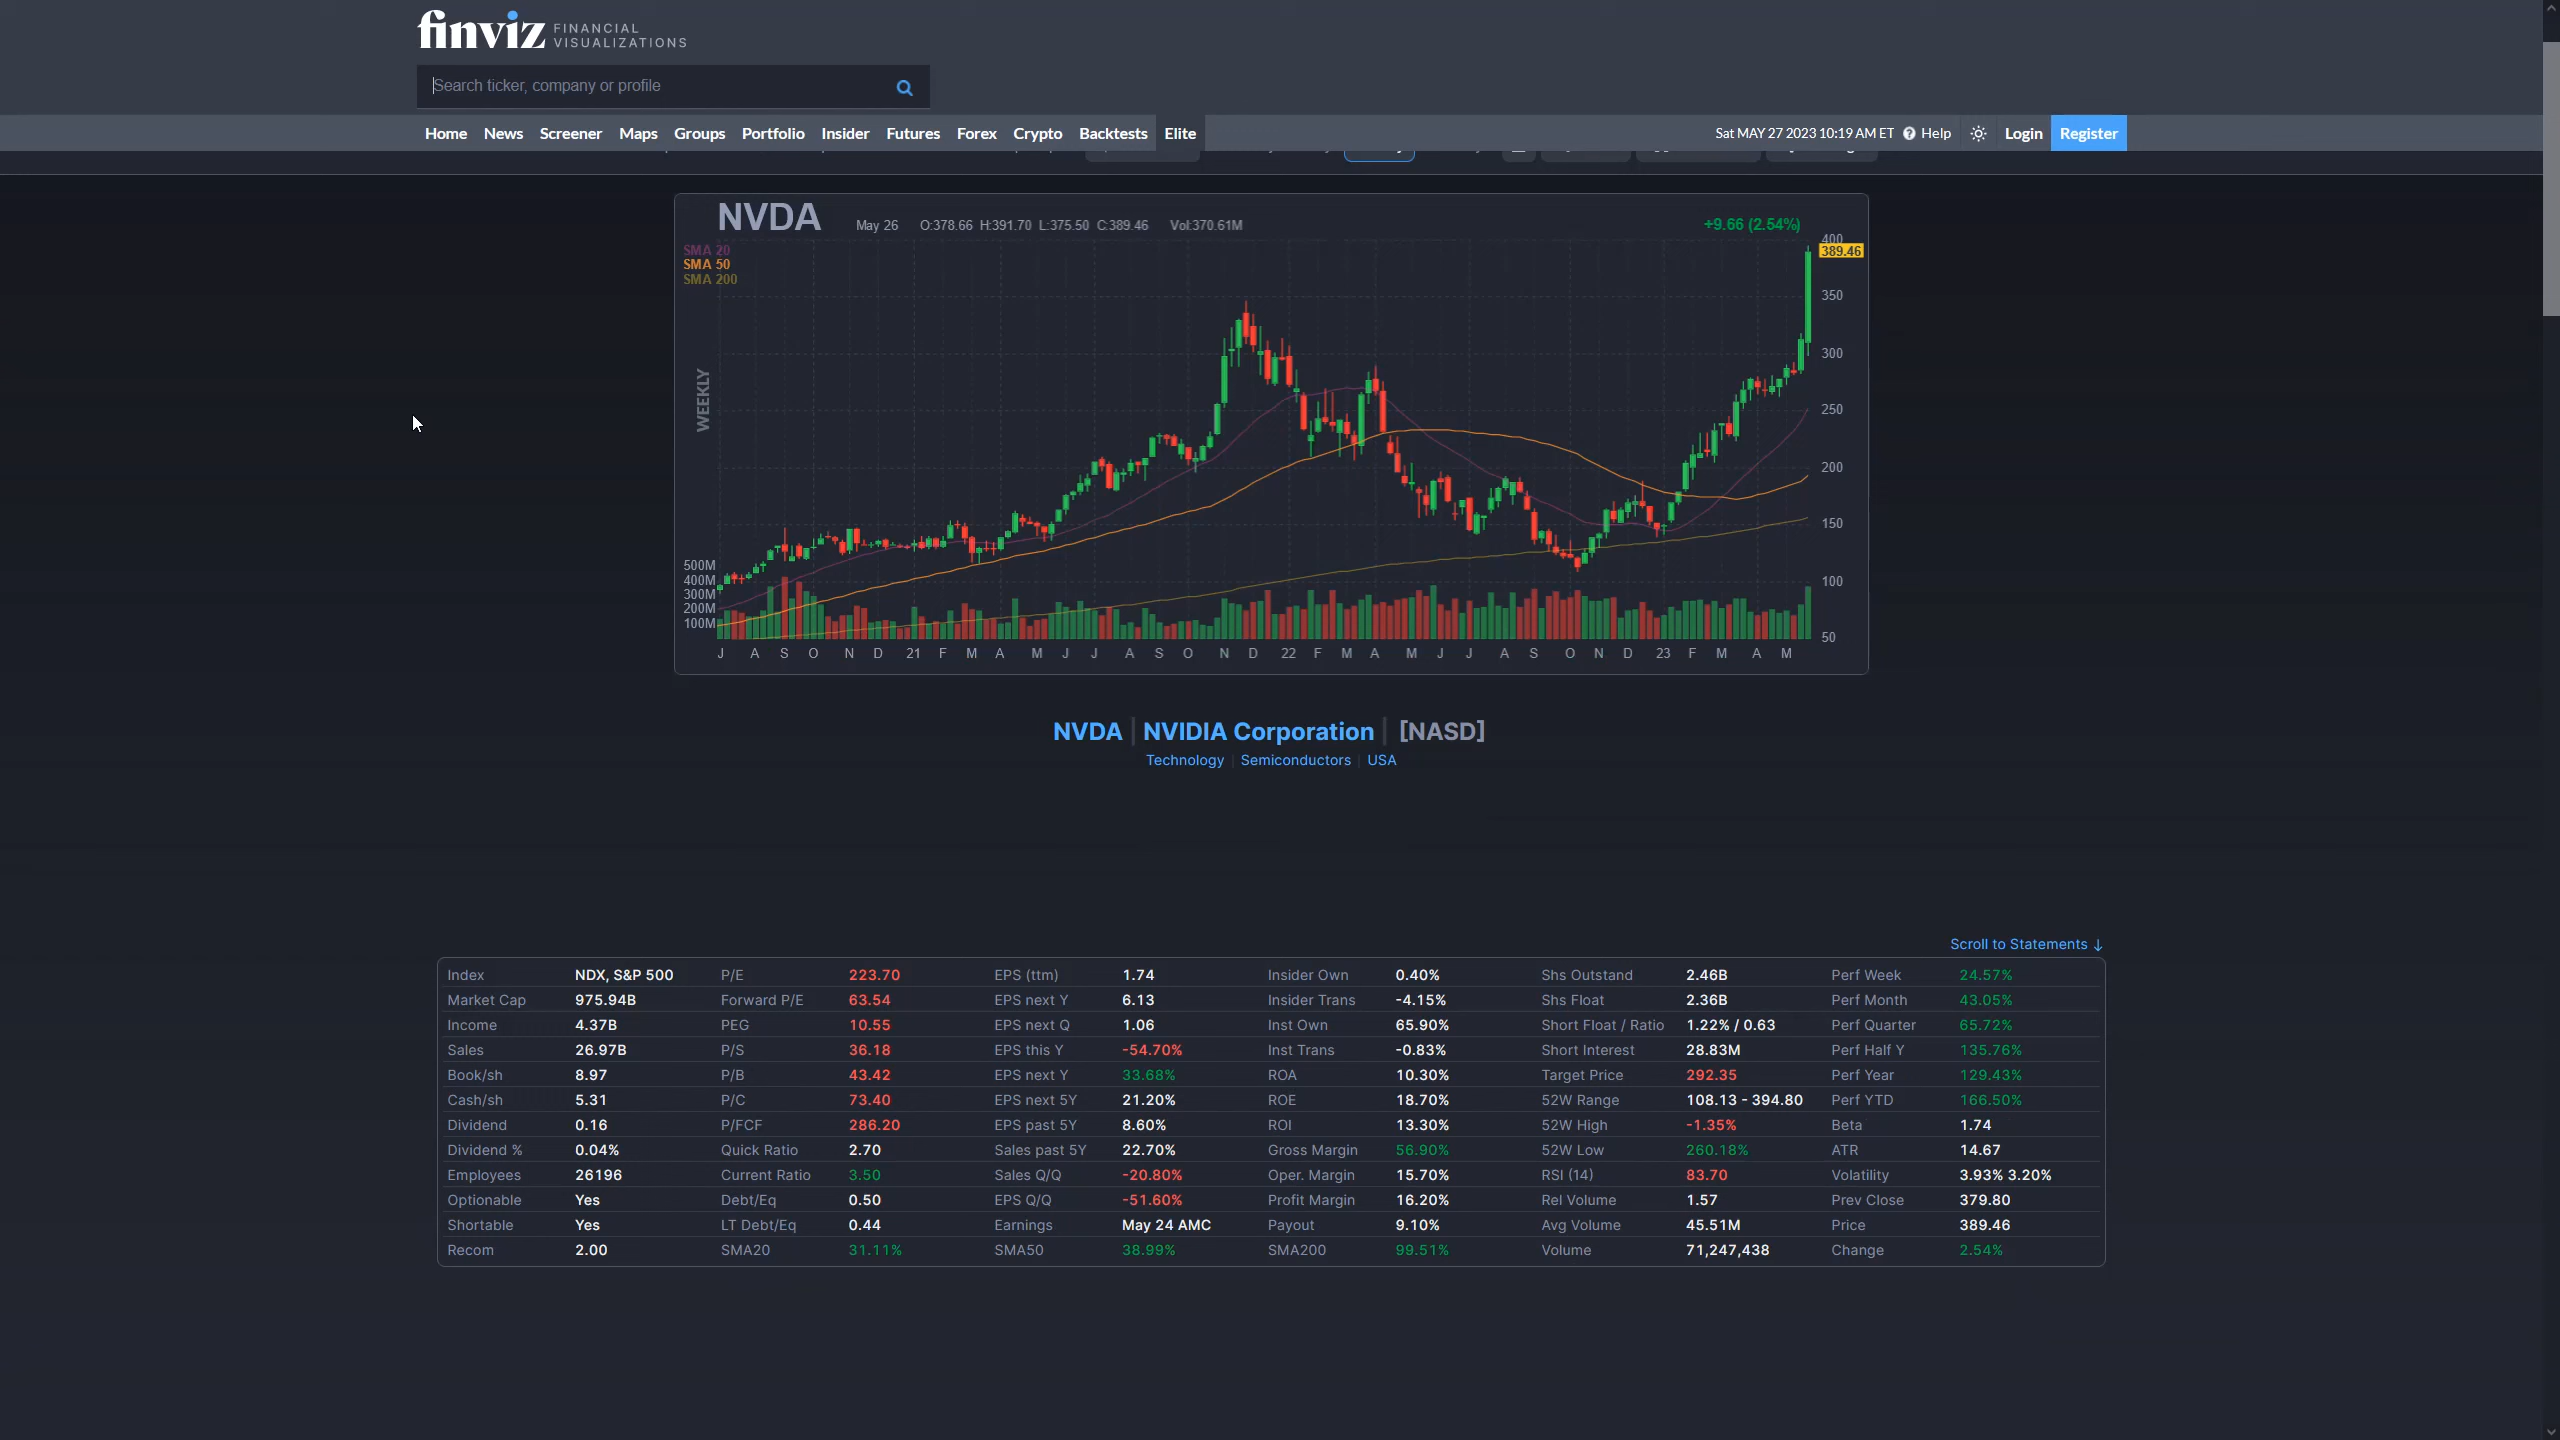 finviz FINANCIAL VISUALIZATIONS
Search ticker, company or profile
Home News Screener Maps Groups Portfolio Insider Futures Forex Crypto Backtests Elite Sat MAY 27 2023 10:19 AM ET Help Login Register
NVDA May 26 O:378.66 H:391.70 L:375.50 C:389.46 Vol:370.61M +9.66 (2.54%)
SMA 20
SMA 50
SMA 200
WEEKLY
400
389.46
350
300
250
200
150
100
50
500M
400M
300M
200M
100M
J A S O N D 21 F M A M J J A S O N D 22 F M A M J J A S O N D 23 F M A M
NVDA | NVIDIA Corporation | [NASD]
Technology | Semiconductors | USA
Scroll to Statements ↓
Index NDX, S&P 500 P/E 223.70 EPS (ttm) 1.74 Insider Own 0.40% Shs Outstand 2.46B Perf Week 24.57%
Market Cap 975.94B Forward P/E 63.54 EPS next Y 6.13 Insider Trans -4.15% Shs Float 2.36B Perf Month 43.05%
Income 4.37B PEG 10.55 EPS next Q 1.06 Inst Own 65.90% Short Float / Ratio 1.22% / 0.63 Perf Quarter 65.72%
Sales 26.97B P/S 36.18 EPS this Y -54.70% Inst Trans -0.83% Short Interest 28.83M Perf Half Y 135.76%
Book/sh 8.97 P/B 43.42 EPS next Y 33.68% ROA 10.30% Target Price 292.35 Perf Year 129.43%
Cash/sh 5.31 P/C 73.40 EPS next 5Y 21.20% ROE 18.70% 52W Range 108.13 - 394.80 Perf YTD 166.50%
Dividend 0.16 P/FCF 286.20 EPS past 5Y 8.60% ROI 13.30% 52W High -1.35% Beta 1.74
Dividend % 0.04% Quick Ratio 2.70 Sales past 5Y 22.70% Gross Margin 56.90% 52W Low 260.18% ATR 14.67
Employees 26196 Current Ratio 3.50 Sales Q/Q -20.80% Oper. Margin 15.70% RSI (14) 83.70 Volatility 3.93% 3.20%
Optionable Yes Debt/Eq 0.50 EPS Q/Q -51.60% Profit Margin 16.20% Rel Volume 1.57 Prev Close 379.80
Shortable Yes LT Debt/Eq 0.44 Earnings May 24 AMC Payout 9.10% Avg Volume 45.51M Price 389.46
Recom 2.00 SMA20 31.11% SMA50 38.99% SMA200 99.51% Volume 71,247,438 Change 2.54%